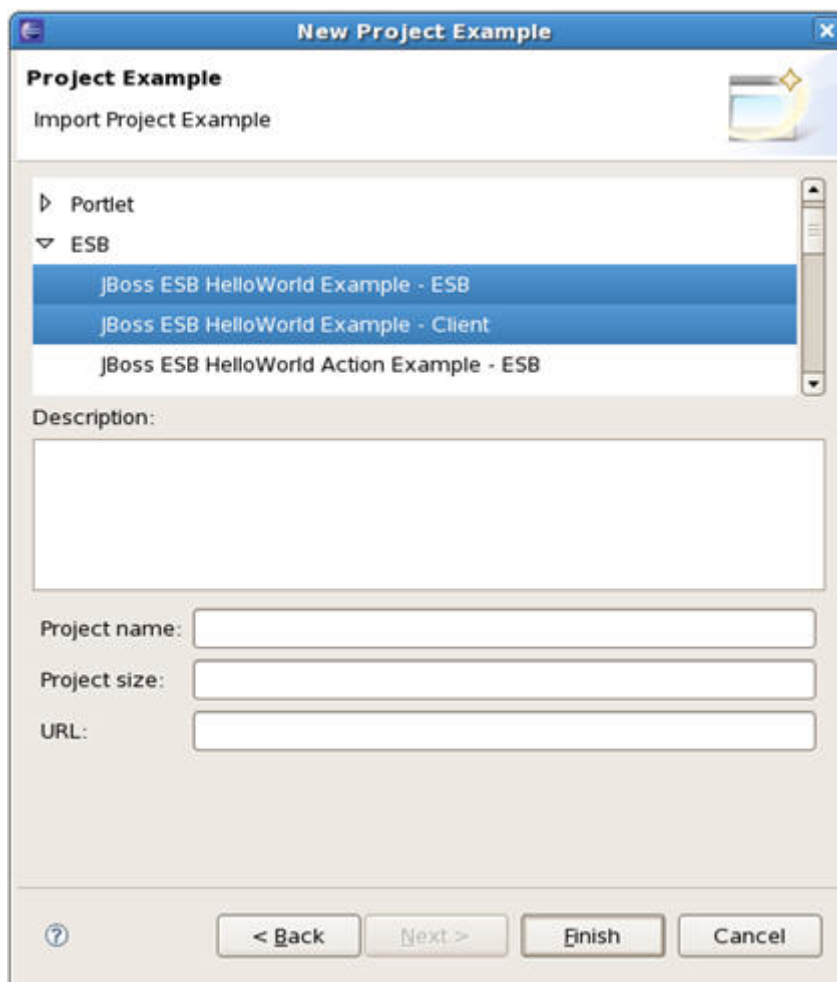 New Project Example
Project Example
Import Project Example
Portlet
ESB
JBoss ESB HelloWorld Example - ESB
JBoss ESB HelloWorld Example - Client
JBoss ESB HelloWorld Action Example - ESB
Description:
Project name:
Project size:
URL:
< Back Next > Finish Cancel